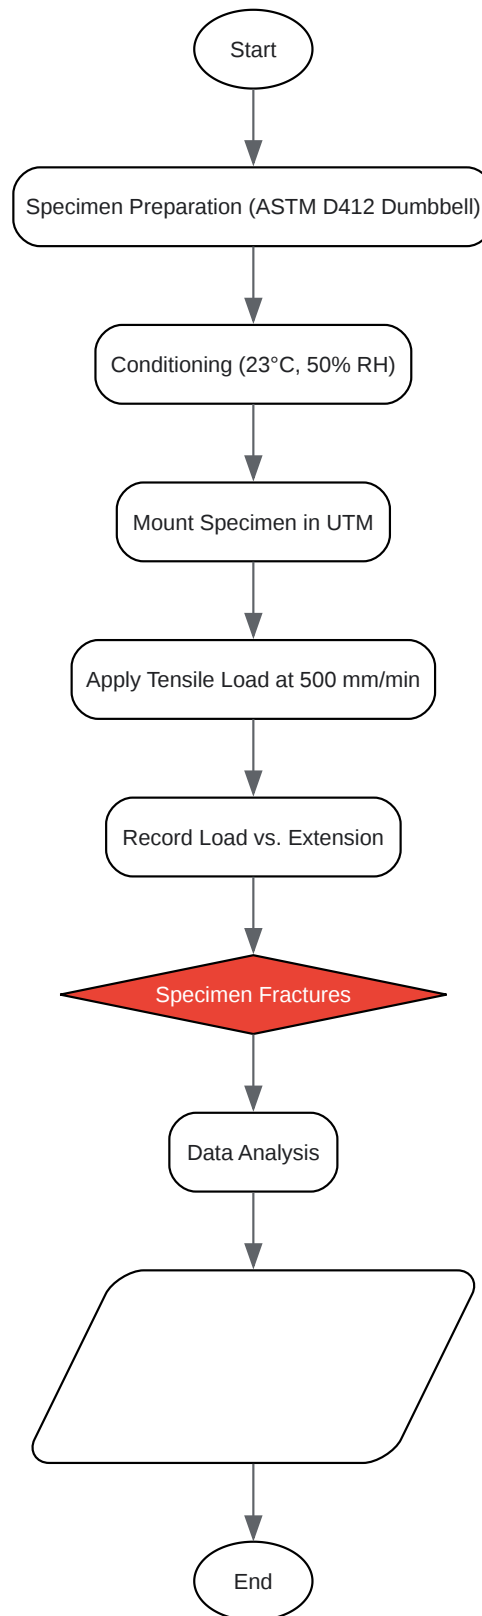 Start
Specimen Preparation (ASTM D412 Dumbbell)
Conditioning (23°C, 50% RH)
Mount Specimen in UTM
Apply Tensile Load at 500 mm/min
Record Load vs. Extension
Specimen Fractures
Data Analysis
End